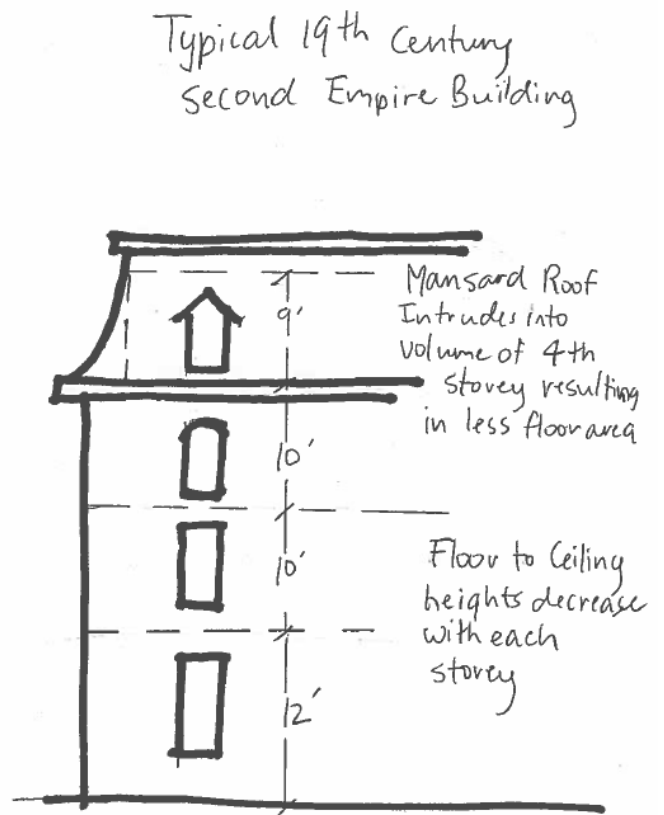 Typical 19th Century
Second Empire Building
Mansard Roof
Intrudes into
volume of 4th
storey resulting
in less floor area
9'
10'
10'
Floor to Ceiling
heights decrease
with each
storey
12'